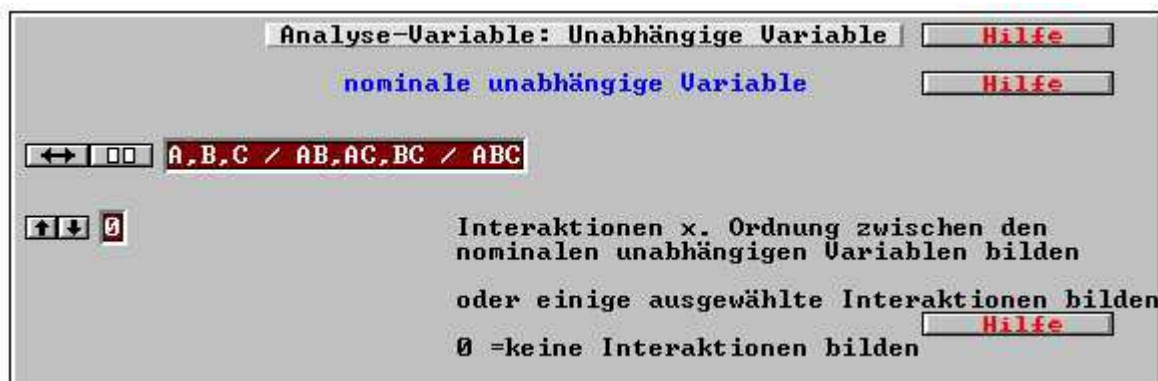 Analyse-Variable: Unabhängige Variable Hilfe
nominale unabhängige Variable Hilfe
A,B,C / AB,AC,BC / ABC
0 Interaktionen x. Ordnung zwischen den
nominalen unabhängigen Variablen bilden
oder einige ausgewählte Interaktionen bilden
Hilfe
0 =keine Interaktionen bilden